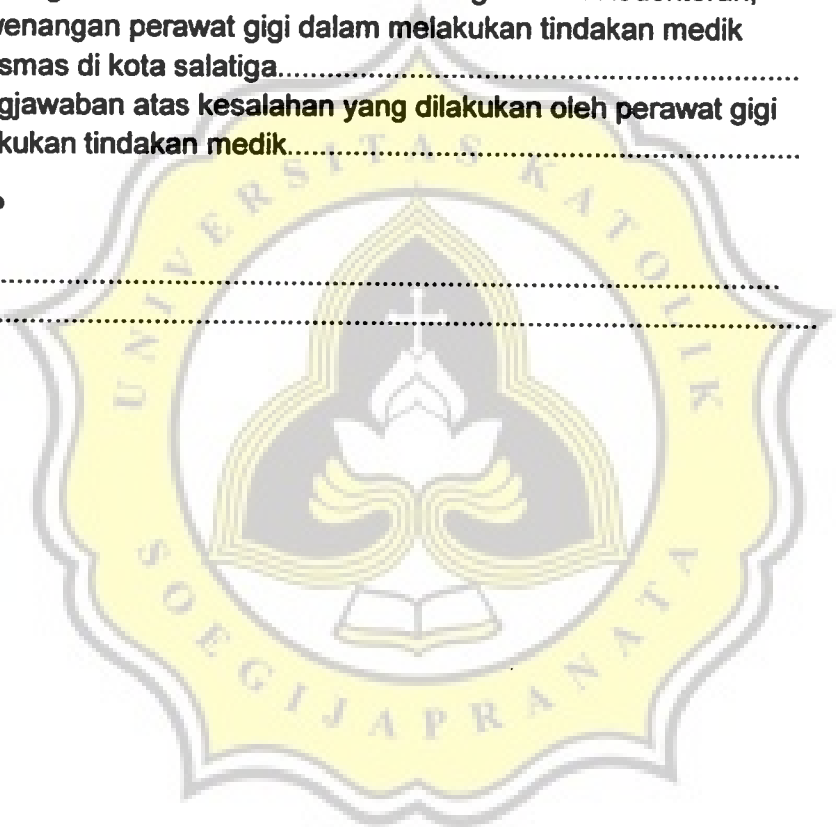 wenangan perawat gigi dalam melakukan tindakan medik
smas di kota salatiga................................................................
gjawaban atas kesalahan yang dilakukan oleh perawat gigi
kukan tindakan medik................................................................
UNIVERSITAS KATOLIK
SOEGIJAPRANATA